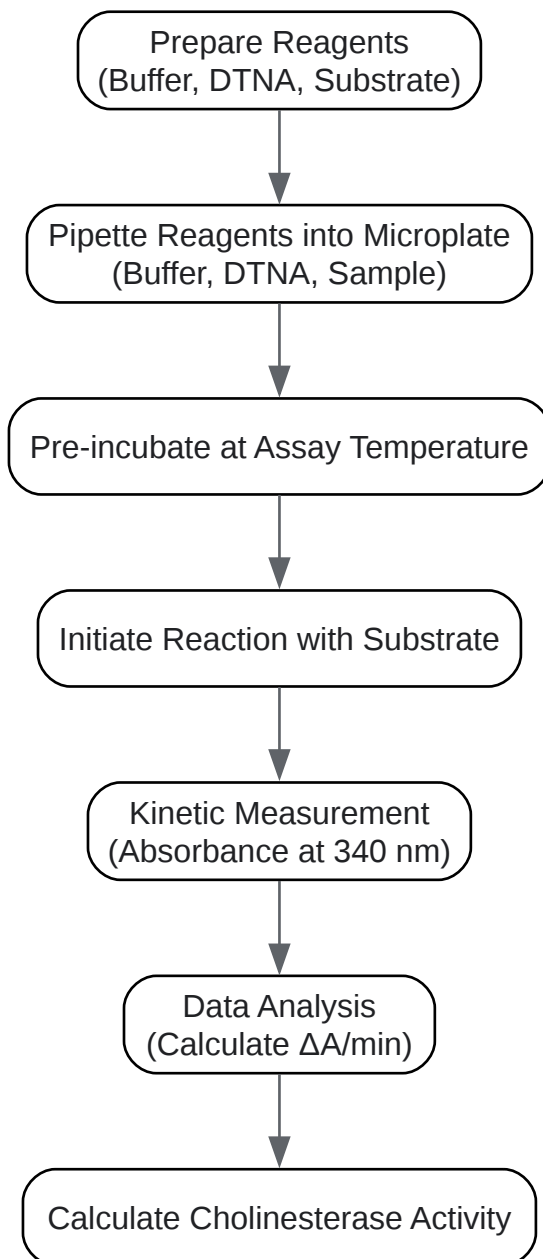 Prepare Reagents
(Buffer, DTNA, Substrate)
Pipette Reagents into Microplate
(Buffer, DTNA, Sample)
Pre-incubate at Assay Temperature
Initiate Reaction with Substrate
Kinetic Measurement
(Absorbance at 340 nm)
Data Analysis
(Calculate ΔA/min)
Calculate Cholinesterase Activity